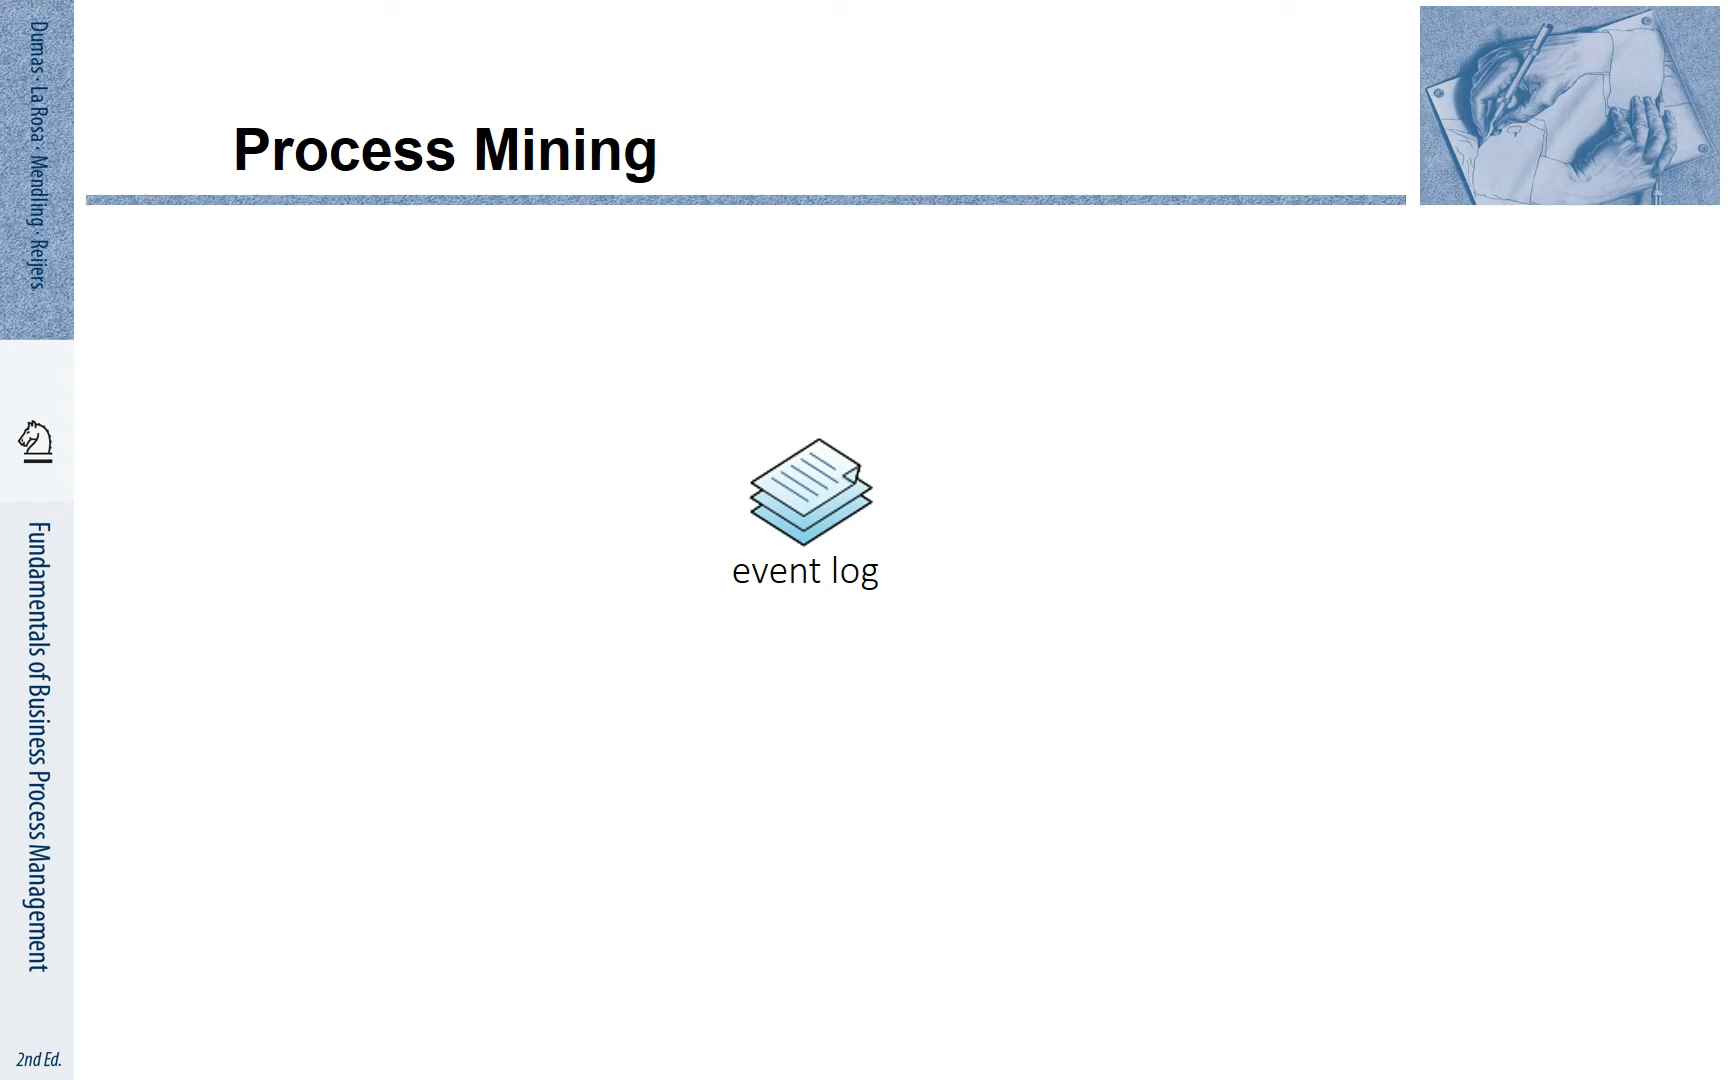 Dumas · La Rosa · Mendling · Reijers
Process Mining
event log
Fundamentals of Business Process Management
2nd Ed.